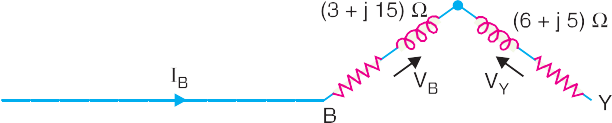 (3 + j 15) Ω
(6 + j 5) Ω
I_B
V_B
V_Y
B
Y